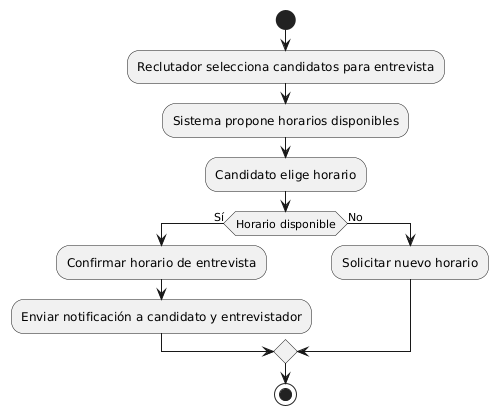 Reclutador selecciona candidatos para entrevista
Sistema propone horarios disponibles
Candidato elige horario
Sí
Horario disponible
No
Confirmar horario de entrevista
Solicitar nuevo horario
Enviar notificación a candidato y entrevistador